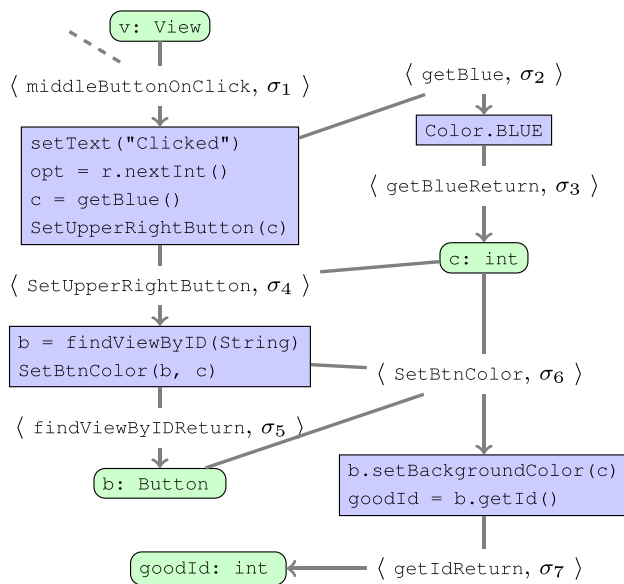 v: View
⟨ middleButtonOnClick, σ1 ⟩
⟨ getBlue, σ2 ⟩
setText("Clicked")
opt = r.nextInt()
c = getBlue()
SetUpperRightButton(c)
Color.BLUE
⟨ getBlueReturn, σ3 ⟩
c: int
⟨ SetUpperRightButton, σ4 ⟩
b = findViewByID(String)
SetBtnColor(b, c)
⟨ SetBtnColor, σ6 ⟩
⟨ findViewByIDReturn, σ5 ⟩
b: Button
b.setBackgroundColor(c)
goodId = b.getId()
goodId: int
⟨ getIdReturn, σ7 ⟩